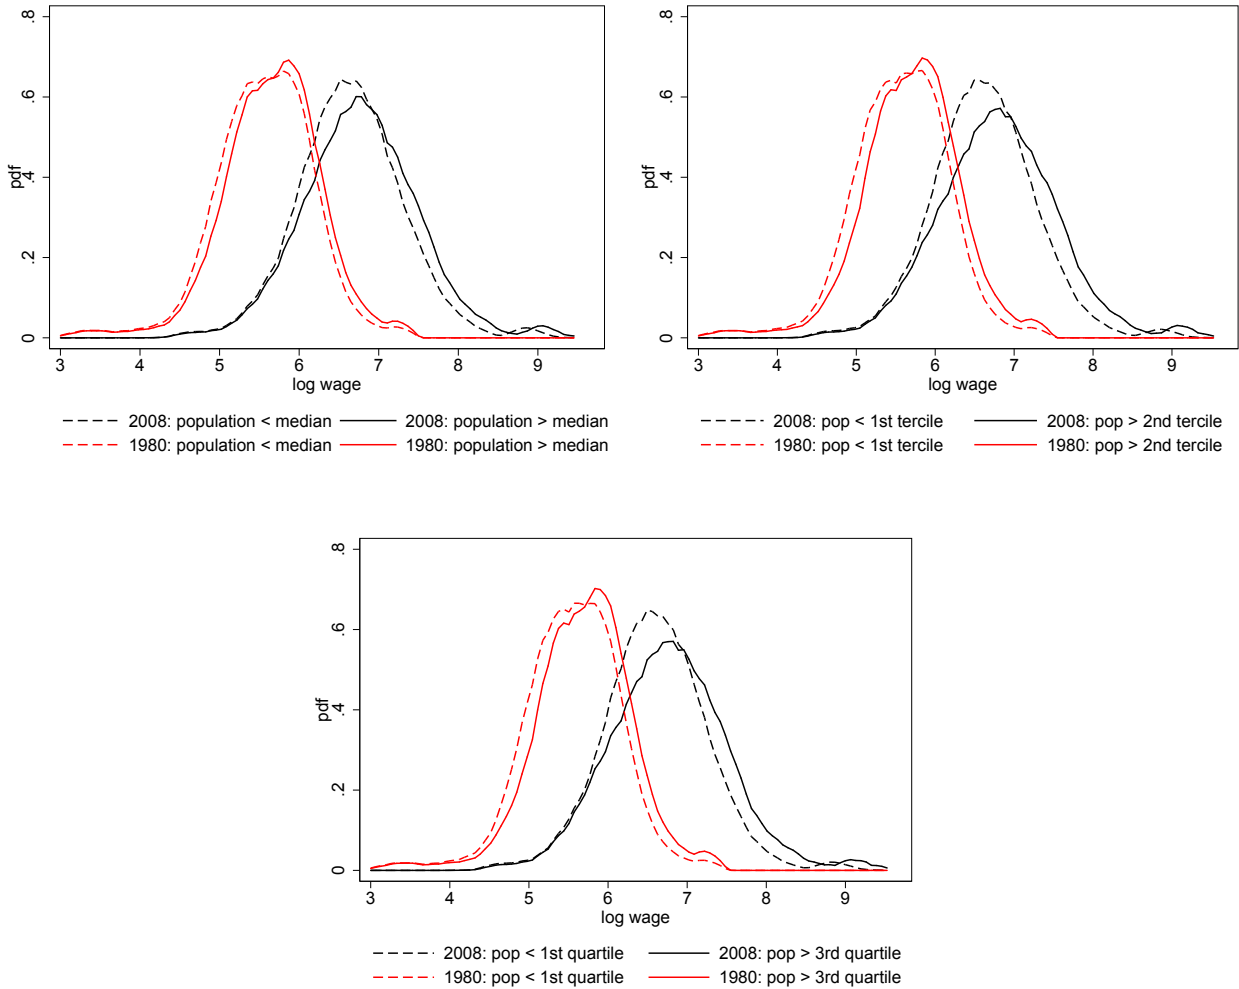 .8
.6
.4
.2
0
pdf
3 4 5 6 7 8 9
log wage
2008: population < median 2008: population > median
1980: population < median 1980: population > median
.8
.6
.4
.2
0
pdf
3 4 5 6 7 8 9
log wage
2008: pop < 1st tercile 2008: pop > 2nd tercile
1980: pop < 1st tercile 1980: pop > 2nd tercile
.8
.6
.4
.2
0
pdf
3 4 5 6 7 8 9
log wage
2008: pop < 1st quartile 2008: pop > 3rd quartile
1980: pop < 1st quartile 1980: pop > 3rd quartile